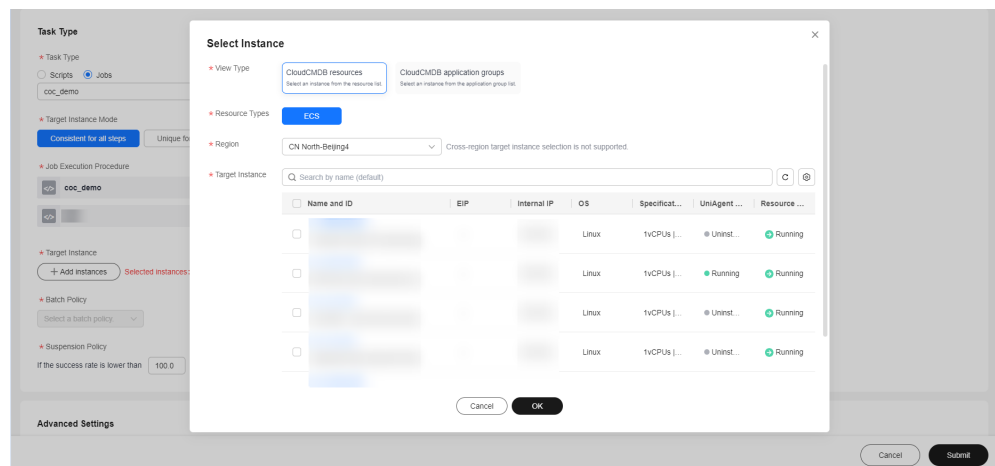 Task Type
* Task Type
Scripts Jobs
coc_demo
* Target Instance Mode
Consistent for all steps Unique fo
* Job Execution Procedure
</> coc_demo
</>
* Target Instance
+ Add Instances Selected instances:
* Batch Policy
Select a batch policy.
* Suspension Policy
If the success rate is lower than 100.0
Advanced Settings
Select Instance
* View Type
CloudCMDB resources
Select an instance from the resource list.
CloudCMDB application groups
Select an instance from the application group list.
* Resource Types ECS
* Region CN North-Beijing4 Cross-region target instance selection is not supported.
* Target Instance Search by name (default)
Name and ID EIP Internal IP OS Specificat... UniAgent ... Resource ...
Linux 1vCPUs |... Uninst... Running
Linux 1vCPUs |... Running Running
Linux 1vCPUs |... Uninst... Running
Linux 1vCPUs |... Uninst... Running
Cancel OK
Cancel Submit